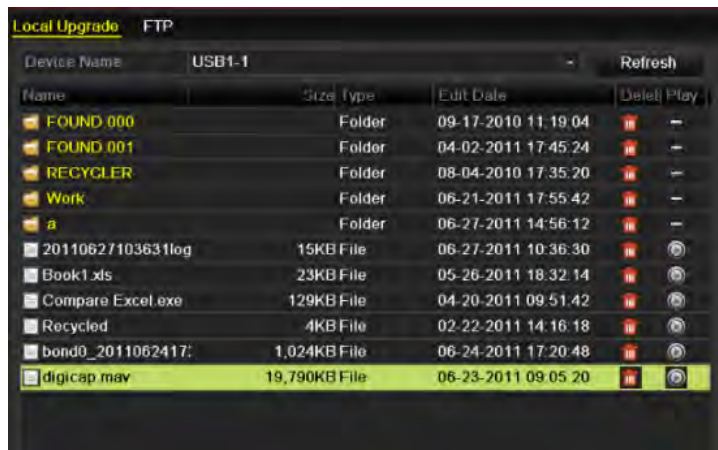 Local Upgrade FTP
Device Name USB1-1 Refresh
Name Size Type Edit Date Delet Play
FOUND.000 Folder 09-17-2010 11:19:04 –
FOUND.001 Folder 04-02-2011 17:45:24 –
RECYCLER Folder 08-04-2010 17:35:20 –
Work Folder 06-21-2011 17:55:42 –
a Folder 06-27-2011 14:56:12 –
20110627103631log 15KB File 06-27-2011 10:36:30
Book1.xls 23KB File 05-26-2011 18:32:14
Compare Excel.exe 129KB File 04-20-2011 09:51:42
Recycled 4KB File 02-22-2011 14:16:18
bond0_2011062417: 1,024KB File 06-24-2011 17:20:48
digicap.mav 19,790KB File 06-23-2011 09:05:20